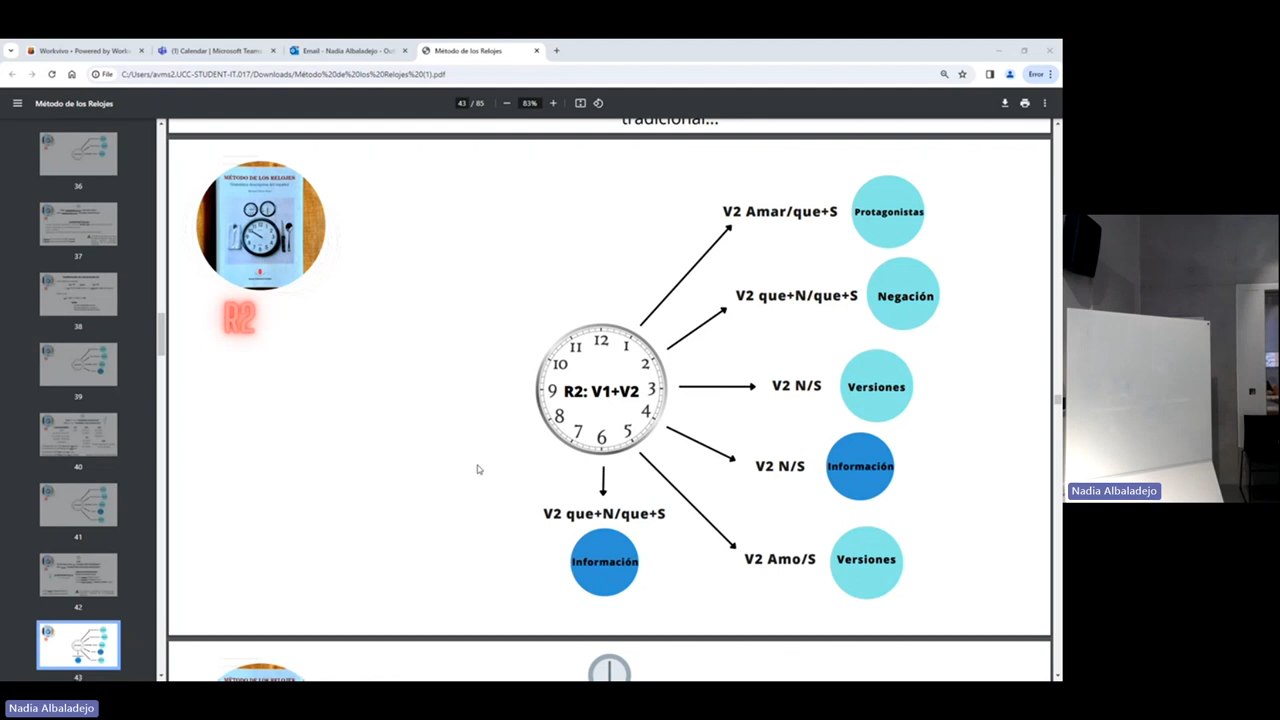 Workvivo • Powered by Work
(1) Calendar | Microsoft Teams
Email - Nadia Albaladejo - Ou
Método de los Relojes
File
C:/Users/avms2.UCC-STUDENT-IT.017/Downloads/Método%20de%20los%20Relojes%20(1).pdf
Error
Método de los Relojes
43 / 85
83%
tradicional...
36
37
38
39
40
41
42
43
MÉTODO DE LOS RELOJES
R2
V2 Amar/que+S
Protagonistas
V2 que+N/que+S
Negación
12
1
2
3
4
5
6
7
8
9
10
11
R2: V1+V2
V2 N/S
Versiones
V2 N/S
Información
V2 Amo/S
Versiones
V2 que+N/que+S
Información
Nadia Albaladejo
Nadia Albaladejo